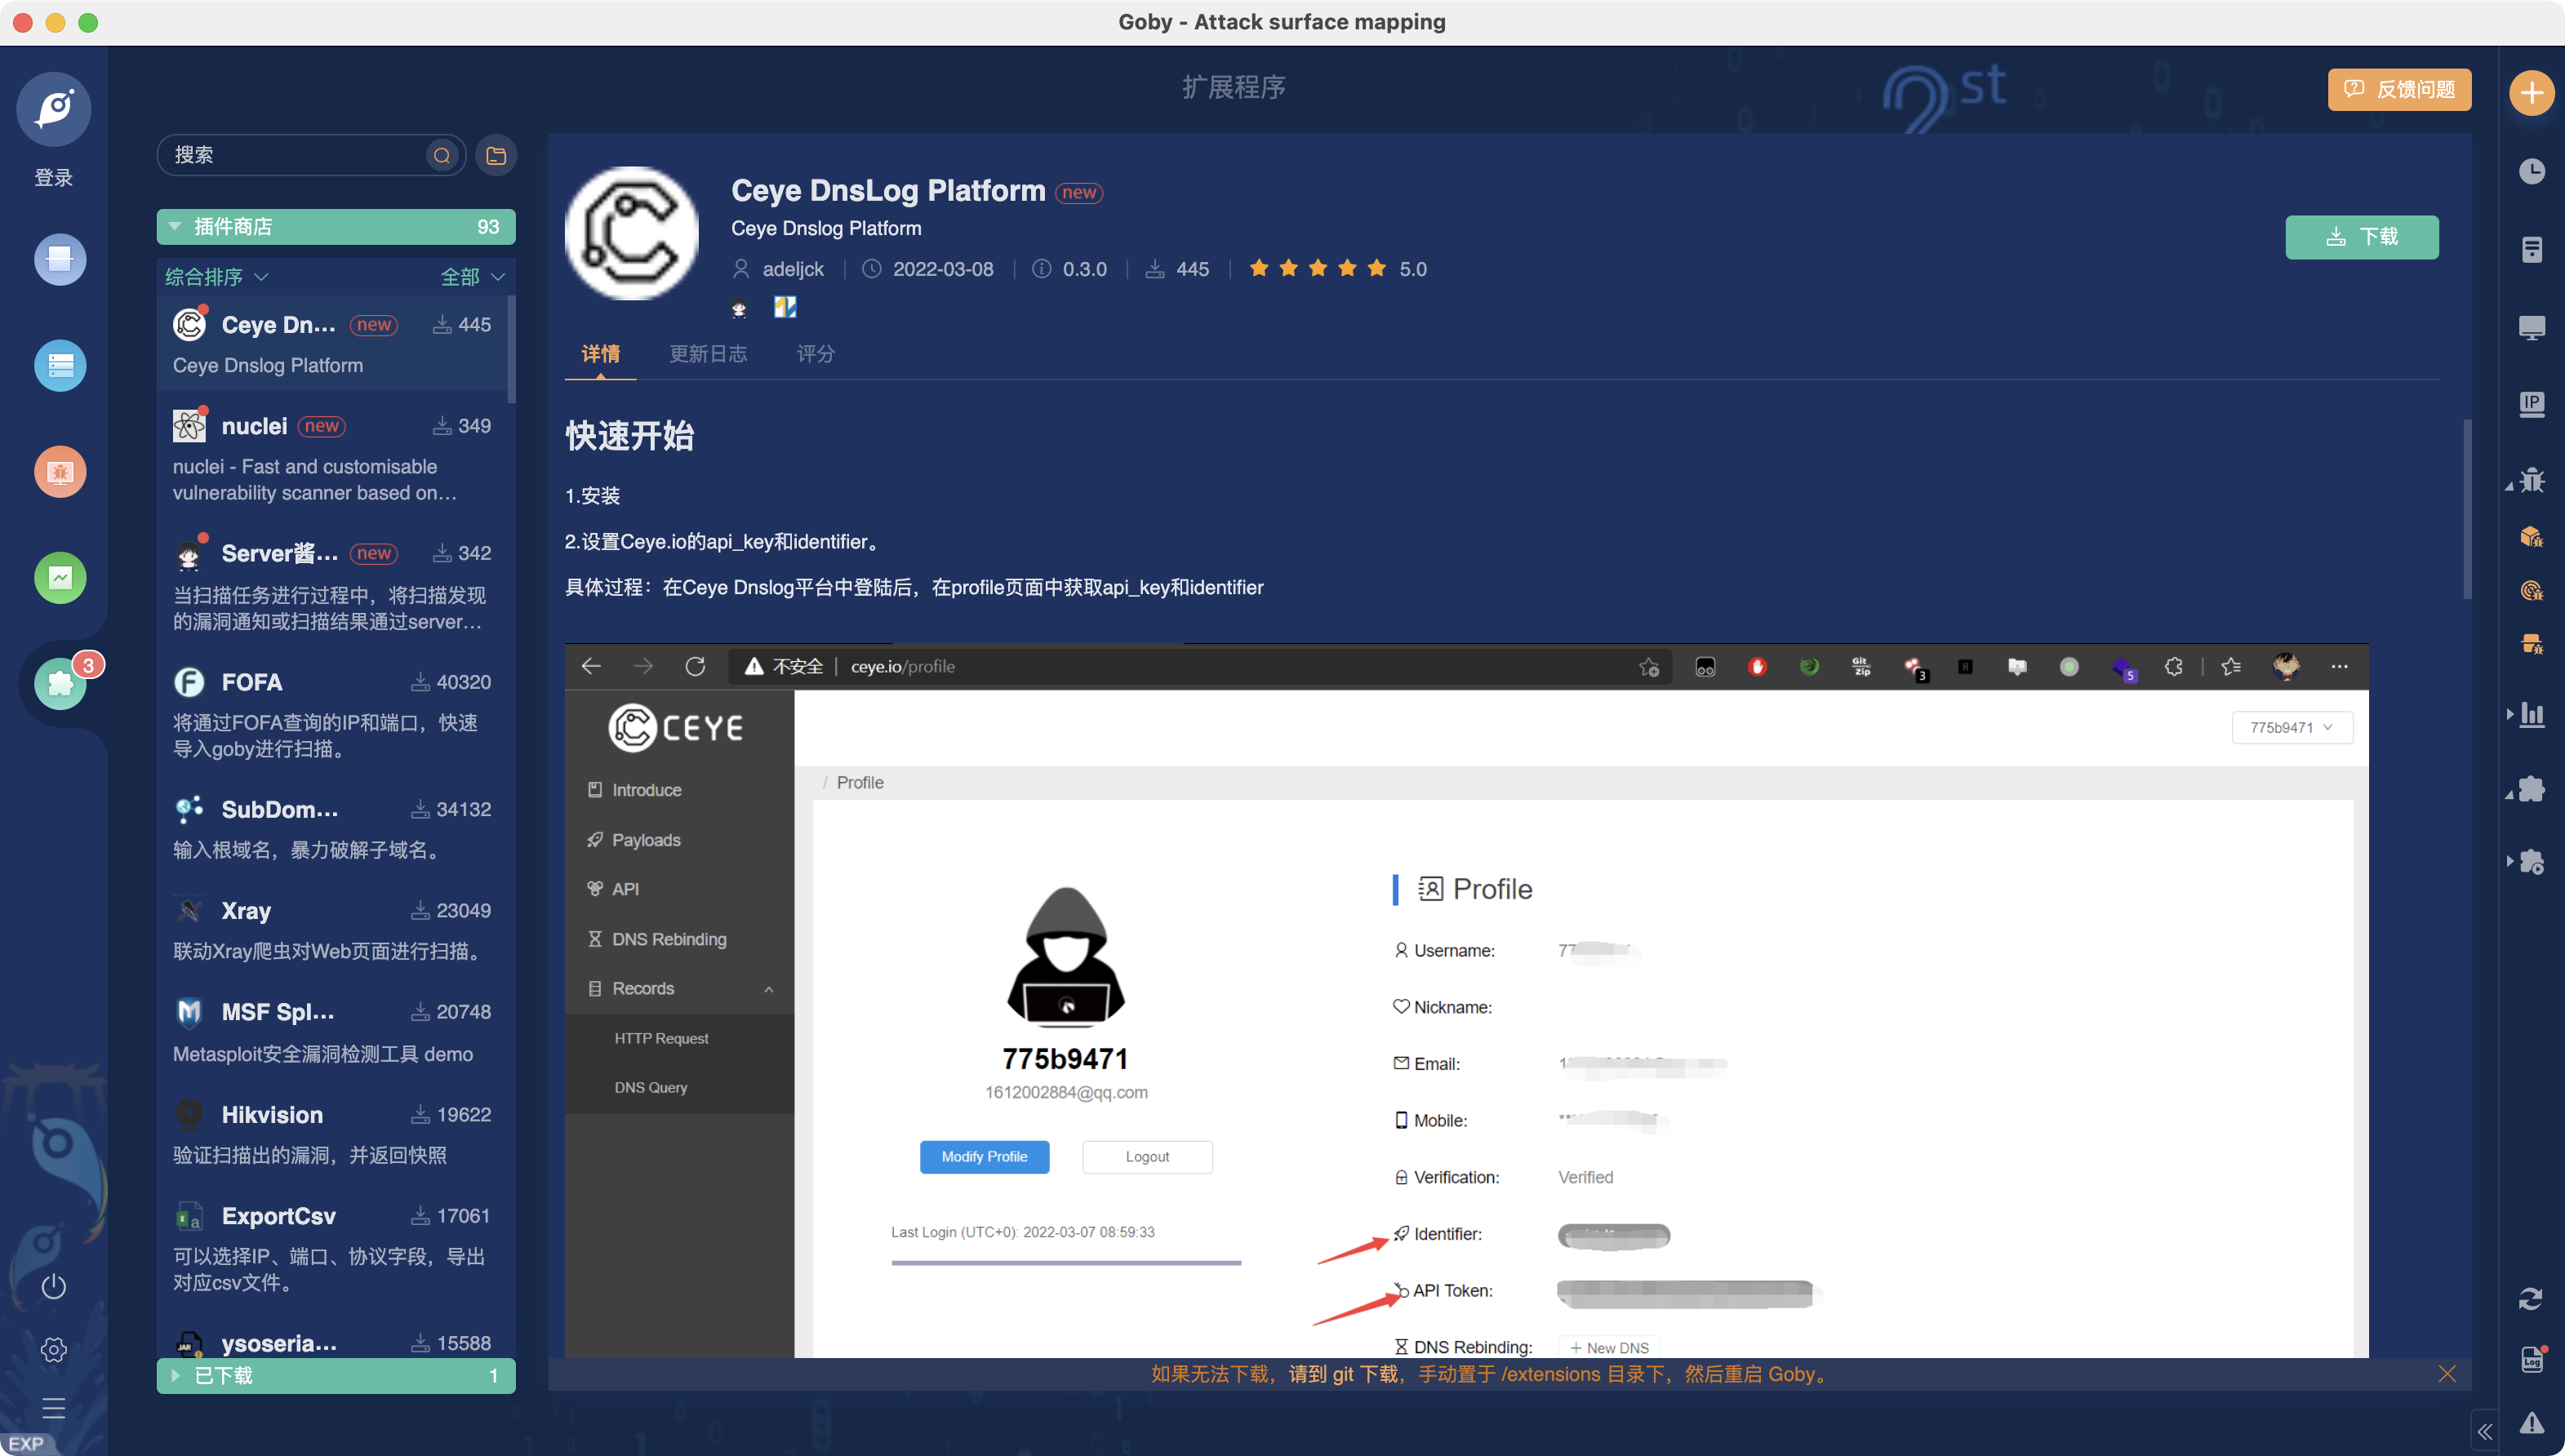 Goby - Attack surface mapping
扩展程序
反馈问题
登录
搜索
插件商店 93
综合排序 全部
Ceye Dn... new 445
Ceye Dnslog Platform
nuclei new 349
nuclei - Fast and customisable
vulnerability scanner based on...
Server酱... new 342
当扫描任务进行过程中，将扫描发现
的漏洞通知或扫描结果通过server...
FOFA 40320
将通过FOFA查询的IP和端口，快速
导入goby进行扫描。
SubDom... 34132
输入根域名，暴力破解子域名。
Xray 23049
联动Xray爬虫对Web页面进行扫描。
MSF Spl... 20748
Metasploit安全漏洞检测工具 demo
Hikvision 19622
验证扫描出的漏洞，并返回快照
ExportCsv 17061
可以选择IP、端口、协议字段，导出
对应csv文件。
ysoseria... 15588
已下载 1
3
EXP
Ceye DnsLog Platform new
Ceye Dnslog Platform
adeljck 2022-03-08 0.3.0 445 5.0
下载
详情 更新日志 评分
快速开始
1.安装
2.设置Ceye.io的api_key和identifier。
具体过程：在Ceye Dnslog平台中登陆后，在profile页面中获取api_key和identifier
不安全 ceye.io/profile
Git Zip
3
5
CEYE
775b9471
Introduce
Payloads
API
DNS Rebinding
Records
HTTP Request
DNS Query
/ Profile
775b9471
1612002884@qq.com
Modify Profile Logout
Last Login (UTC+0): 2022-03-07 08:59:33
Profile
Username:
Nickname:
Email:
Mobile:
Verification: Verified
Identifier:
API Token:
DNS Rebinding: + New DNS
如果无法下载，请到 git 下载，手动置于 /extensions 目录下，然后重启 Goby。
st
IP
Log